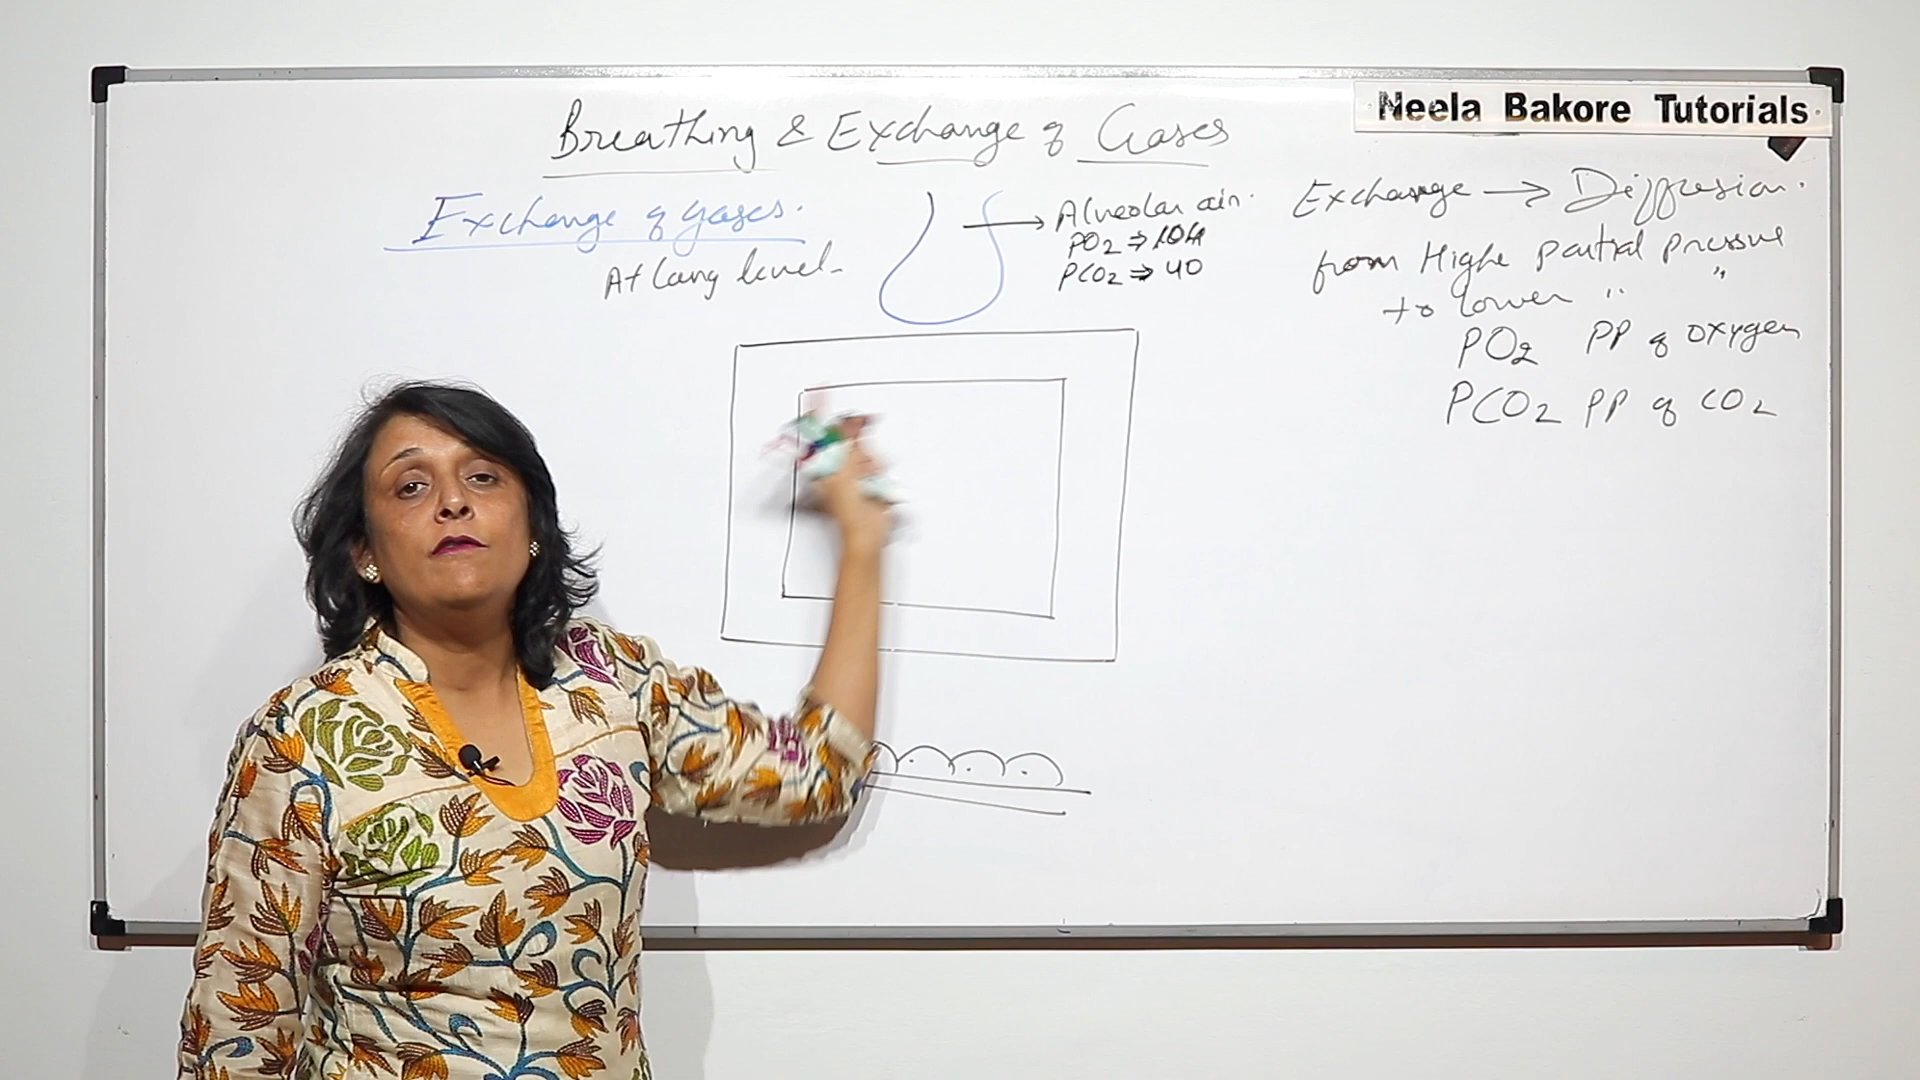 Neela Bakore Tutorials
Breathing & Exchange of Gases
Exchange of gases.
At lung level
Alveolar air.
PO2 ⇒ 104
PCO2 ⇒ 40
Exchange → Diffusion.
from Highe partial pressure
to lower " "
PO2 PP of oxygen
PCO2 PP of CO2